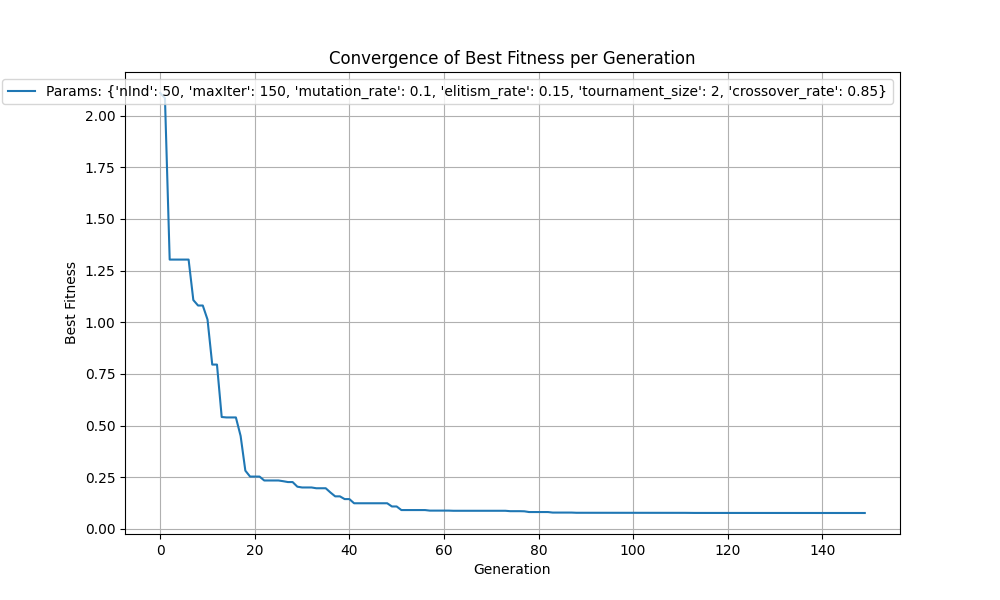 Convergence of Best Fitness per Generation
Params: {'nInd': 50, 'maxIter': 150, 'mutation_rate': 0.1, 'elitism_rate': 0.15, 'tournament_size': 2, 'crossover_rate': 0.85}
2.00
1.75
1.50
1.25
1.00
0.75
0.50
0.25
0.00
Best Fitness
0 20 40 60 80 100 120 140
Generation